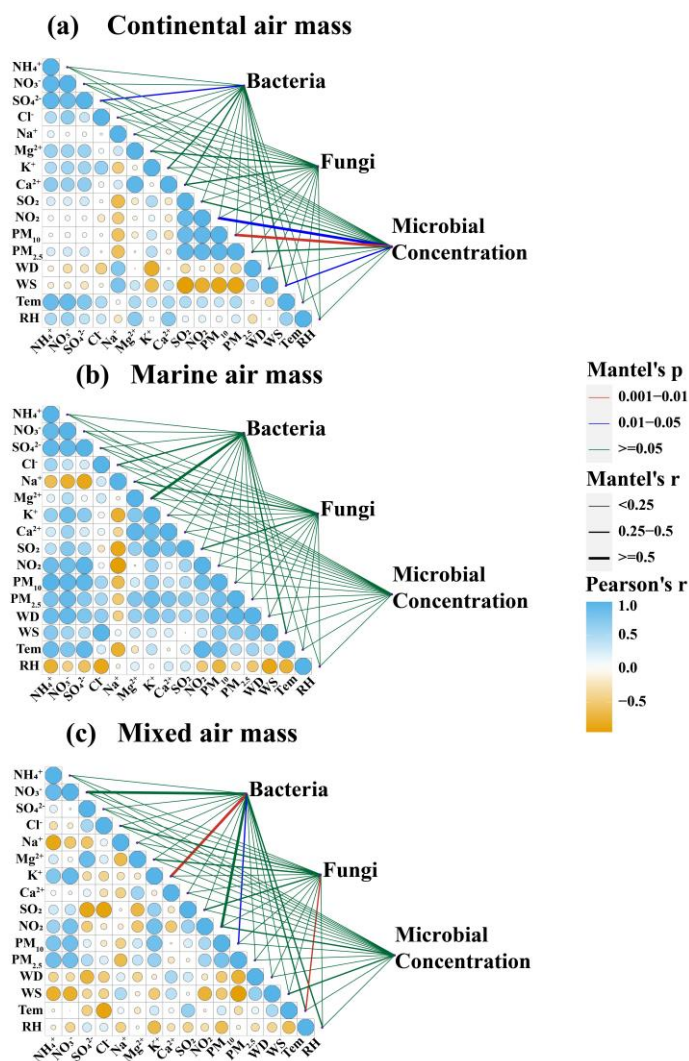 (a) Continental air mass
NH₄⁺
NO₃⁻
SO₄²⁻
Cl⁻
Na⁺
Mg²⁺
K⁺
Ca²⁺
SO₂
NO₂
PM₁₀
PM₂.₅
WD
WS
Tem
RH
NH₄⁺ NO₃⁻ SO₄²⁻ Cl⁻ Na⁺ Mg²⁺ K⁺ Ca²⁺ SO₂ NO₂ PM₁₀ PM₂.₅ WD WS Tem RH
Bacteria
Fungi
Microbial
Concentration
(b) Marine air mass
NH₄⁺
NO₃⁻
SO₄²⁻
Cl⁻
Na⁺
Mg²⁺
K⁺
Ca²⁺
SO₂
NO₂
PM₁₀
PM₂.₅
WD
WS
Tem
RH
NH₄⁺ NO₃⁻ SO₄²⁻ Cl⁻ Na⁺ Mg²⁺ K⁺ Ca²⁺ SO₂ NO₂ PM₁₀ PM₂.₅ WD WS Tem RH
Bacteria
Fungi
Microbial
Concentration
Mantel's p
0.001−0.01
0.01−0.05
>=0.05
Mantel's r
<0.25
0.25−0.5
>=0.5
Pearson's r
1.0
0.5
0.0
−0.5
(c) Mixed air mass
NH₄⁺
NO₃⁻
SO₄²⁻
Cl⁻
Na⁺
Mg²⁺
K⁺
Ca²⁺
SO₂
NO₂
PM₁₀
PM₂.₅
WD
WS
Tem
RH
NH₄⁺ NO₃⁻ SO₄²⁻ Cl⁻ Na⁺ Mg²⁺ K⁺ Ca²⁺ SO₂ NO₂ PM₁₀ PM₂.₅ WD WS Tem RH
Bacteria
Fungi
Microbial
Concentration